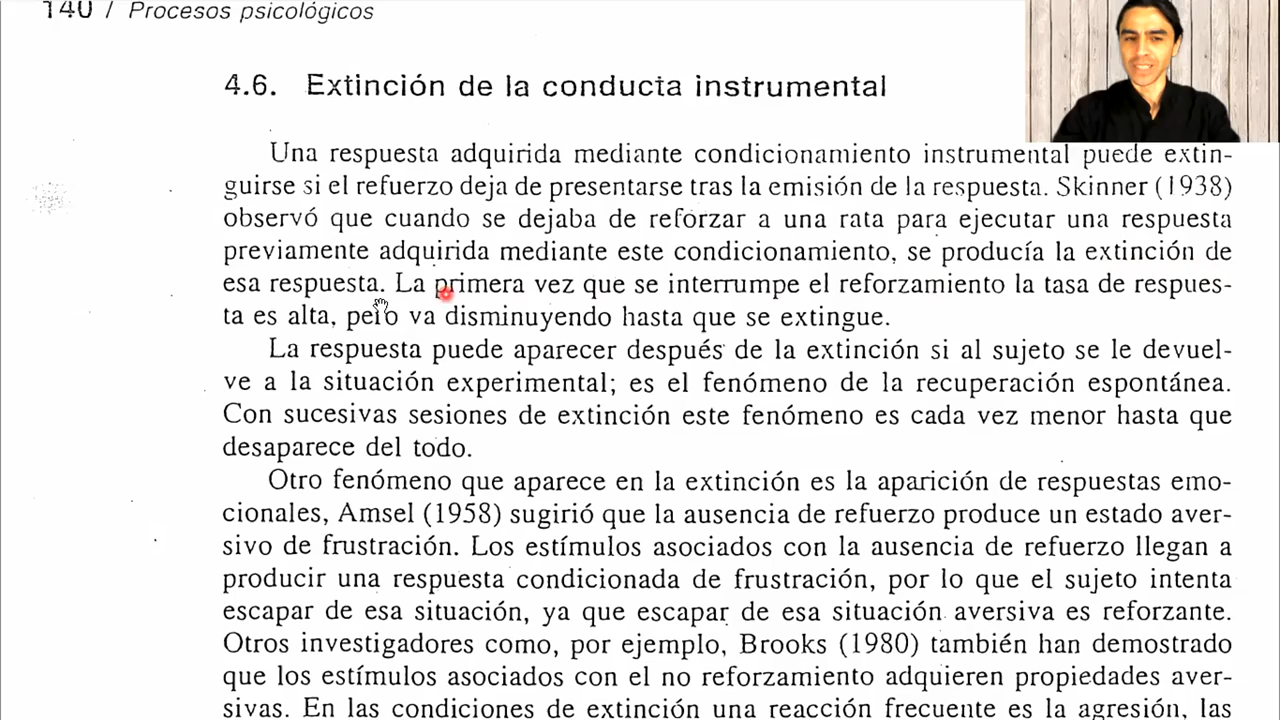 140 / Procesos psicológicos
4.6. Extinción de la conducta instrumental
Una respuesta adquirida mediante condicionamiento instrumental puede extin-
guirse si el refuerzo deja de presentarse tras la emisión de la respuesta. Skinner (1938)
observó que cuando se dejaba de reforzar a una rata para ejecutar una respuesta
previamente adquirida mediante este condicionamiento, se producía la extinción de
esa respuesta. La primera vez que se interrumpe el reforzamiento la tasa de respues-
ta es alta, pero va disminuyendo hasta que se extingue.
La respuesta puede aparecer después de la extinción si al sujeto se le devuel-
ve a la situación experimental; es el fenómeno de la recuperación espontánea.
Con sucesivas sesiones de extinción este fenómeno es cada vez menor hasta que
desaparece del todo.
Otro fenómeno que aparece en la extinción es la aparición de respuestas emo-
cionales, Amsel (1958) sugirió que la ausencia de refuerzo produce un estado aver-
sivo de frustración. Los estímulos asociados con la ausencia de refuerzo llegan a
producir una respuesta condicionada de frustración, por lo que el sujeto intenta
escapar de esa situación, ya que escapar de esa situación aversiva es reforzante.
Otros investigadores como, por ejemplo, Brooks (1980) también han demostrado
que los estímulos asociados con el no reforzamiento adquieren propiedades aver-
sivas. En las condiciones de extinción una reacción frecuente es la agresión, las